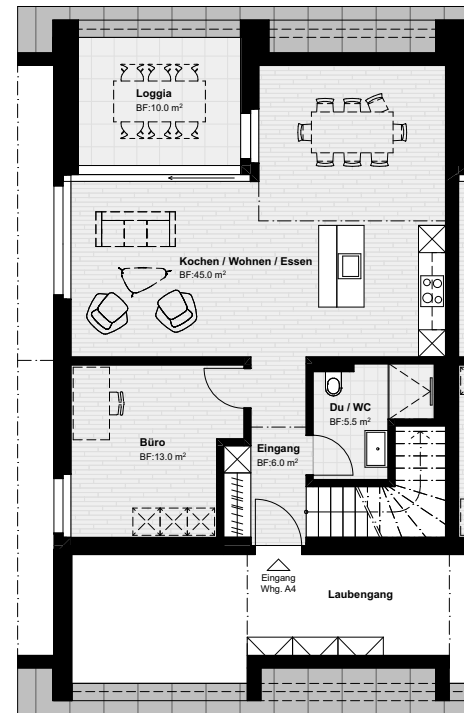 Loggia
BF:10.0 m²
Kochen / Wohnen / Essen
BF:45.0 m²
Du / WC
BF:5.5 m²
Büro
BF:13.0 m²
Eingang
BF:6.0 m²
Eingang
Whg. A4
Laubengang